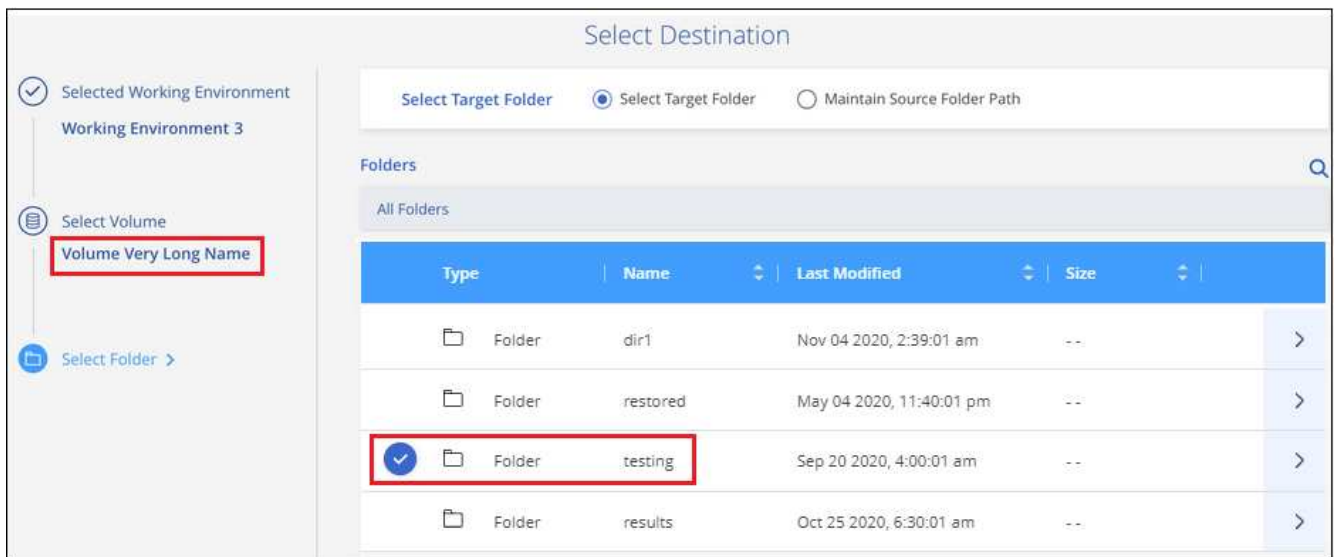 Select Destination
Selected Working Environment
Working Environment 3
Select Volume
Volume Very Long Name
Select Folder >
Select Target Folder Select Target Folder Maintain Source Folder Path
Folders
All Folders
Type Name Last Modified Size
Folder dir1 Nov 04 2020, 2:39:01 am --
Folder restored May 04 2020, 11:40:01 pm --
Folder testing Sep 20 2020, 4:00:01 am --
Folder results Oct 25 2020, 6:30:01 am --